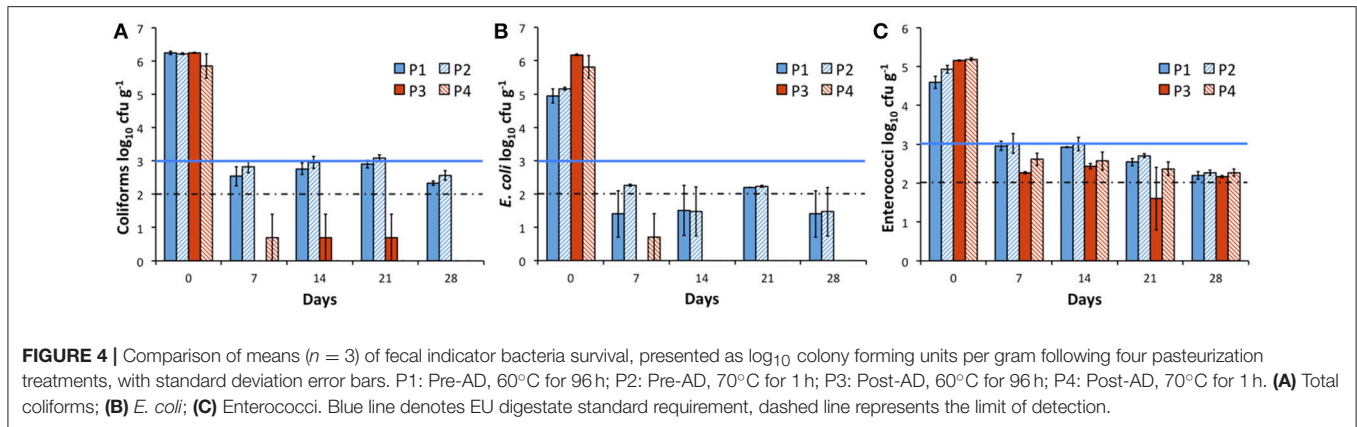 A
7
6
5
4
3
2
1
0
Coliforms log10 cfu g-1
P1 P2
P3 P4
0 7 14 21 28
Days
B
7
6
5
4
3
2
1
0
E. coli log10 cfu g-1
P1 P2
P3 P4
0 7 14 21 28
Days
C
7
6
5
4
3
2
1
0
Enterococci log10 cfu g-1
P1 P2
P3 P4
0 7 14 21 28
Days
FIGURE 4 | Comparison of means (n = 3) of fecal indicator bacteria survival, presented as log10 colony forming units per gram following four pasteurization
treatments, with standard deviation error bars. P1: Pre-AD, 60°C for 96 h; P2: Pre-AD, 70°C for 1 h; P3: Post-AD, 60°C for 96 h; P4: Post-AD, 70°C for 1 h. (A) Total
coliforms; (B) E. coli; (C) Enterococci. Blue line denotes EU digestate standard requirement, dashed line represents the limit of detection.